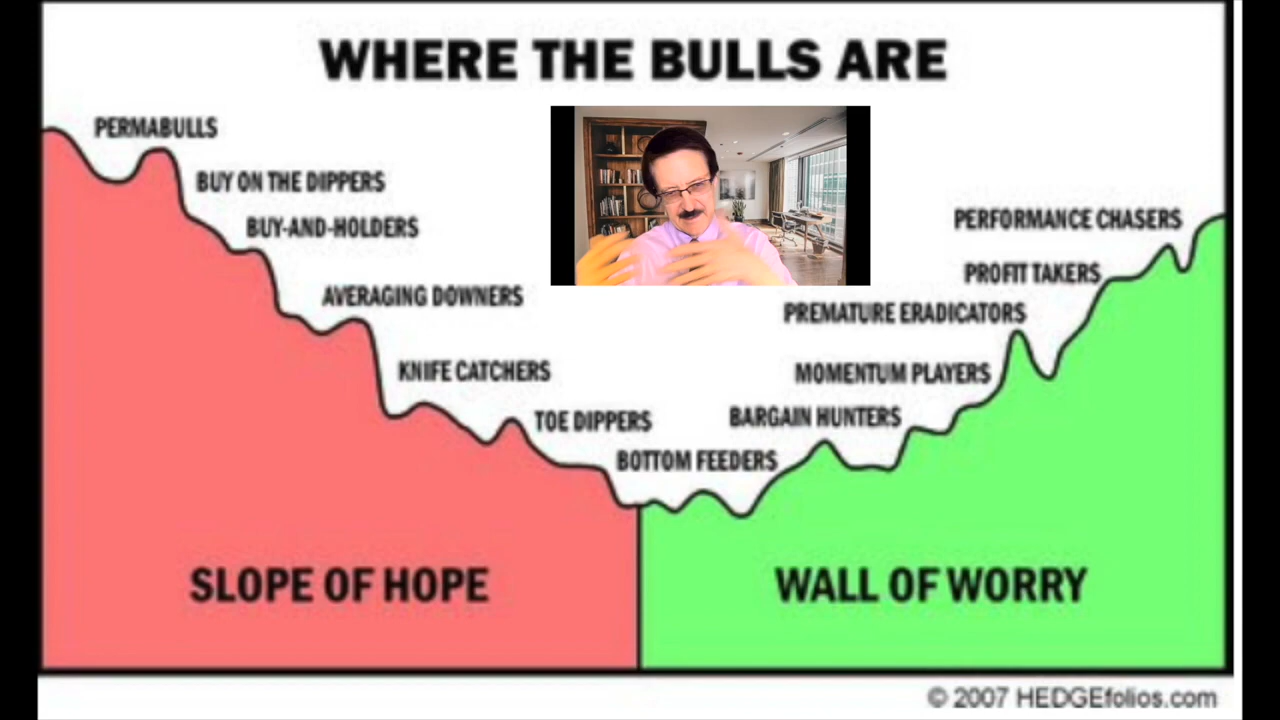 WHERE THE BULLS ARE
PERMABULLS
BUY ON THE DIPPERS
BUY-AND-HOLDERS
AVERAGING DOWNERS
KNIFE CATCHERS
TOE DIPPERS
BOTTOM FEEDERS
BARGAIN HUNTERS
MOMENTUM PLAYERS
PREMATURE ERADICATORS
PROFIT TAKERS
PERFORMANCE CHASERS
SLOPE OF HOPE
WALL OF WORRY
© 2007 HEDGEfolios.com